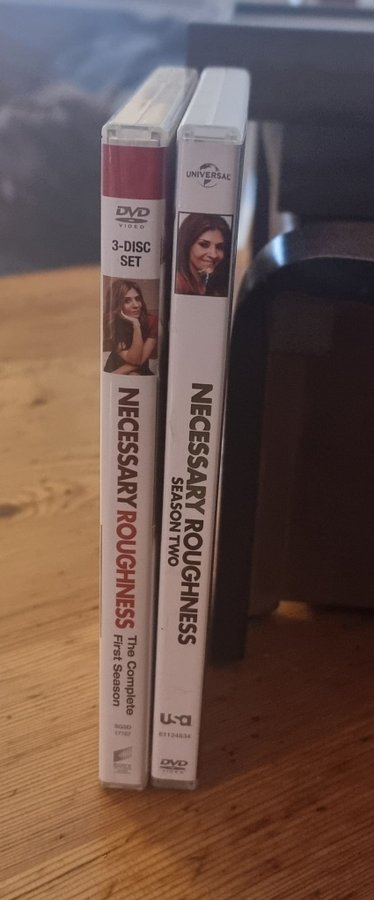 DVD
VIDEO
3-DISC
SET
NECESSARY ROUGHNESS
The Complete
First Season
UNIVERSAL
NECESSARY ROUGHNESS
SEASON TWO
usa
61124634
DVD
VIDEO